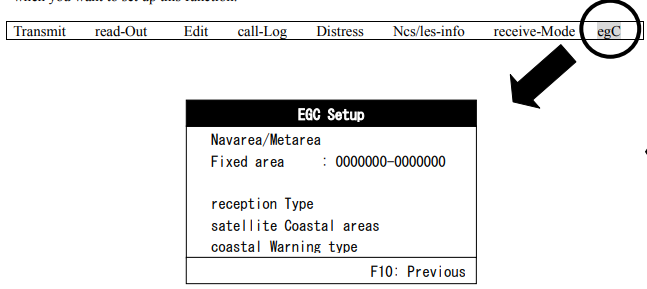 when you want to set up this function.
Transmit read-Out Edit call-Log Distress Ncs/les-info receive-Mode egC
EGC Setup
Navarea/Metarea
Fixed area : 0000000-0000000
reception Type
satellite Coastal areas
coastal Warning type
F10: Previous